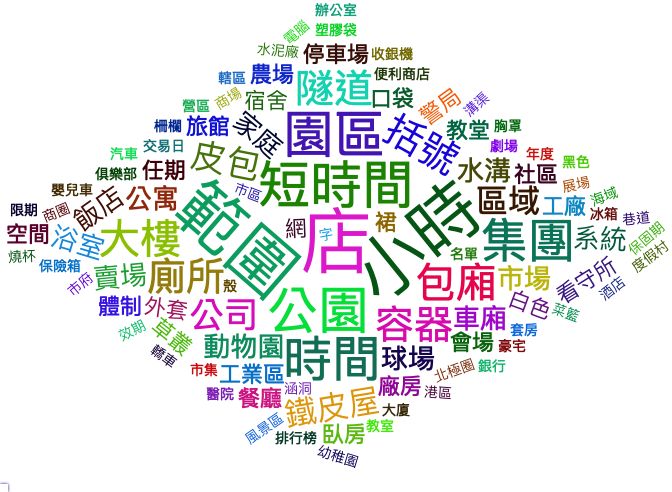 辦公室
電腦
塑膠袋
水泥廠
停車場
收銀機
轄區
農場
隧道
便利商店
口袋
營區
商場
宿舍
警局
溝渠
柵欄
旅館
家庭
園區
括號
教堂
胸罩
交易日
劇場
汽車
皮包
短時間
水溝
社區
年度
黑色
俱樂部
任期
展場
嬰兒車
市區
區域
工廠
冰箱
海域
限期
商圈
飯店
公寓
範圍
店
小時
裙
網
字
集團
系統
巷道
保固期
空間
浴室
大樓
名單
度假村
燒杯
保險箱
賣場
廁所
殼
包廂
市場
看守所
酒店
市府
體制
外套
公司
公園
容器
車廂
白色
菜籃
套房
效期
草叢
動物園
時間
球場
會場
豪宅
轎車
市集
工業區
北極圈
銀行
醫院
餐廳
涵洞
廠房
港區
鐵皮屋
大廈
風景區
排行榜
臥房
教室
幼稚園